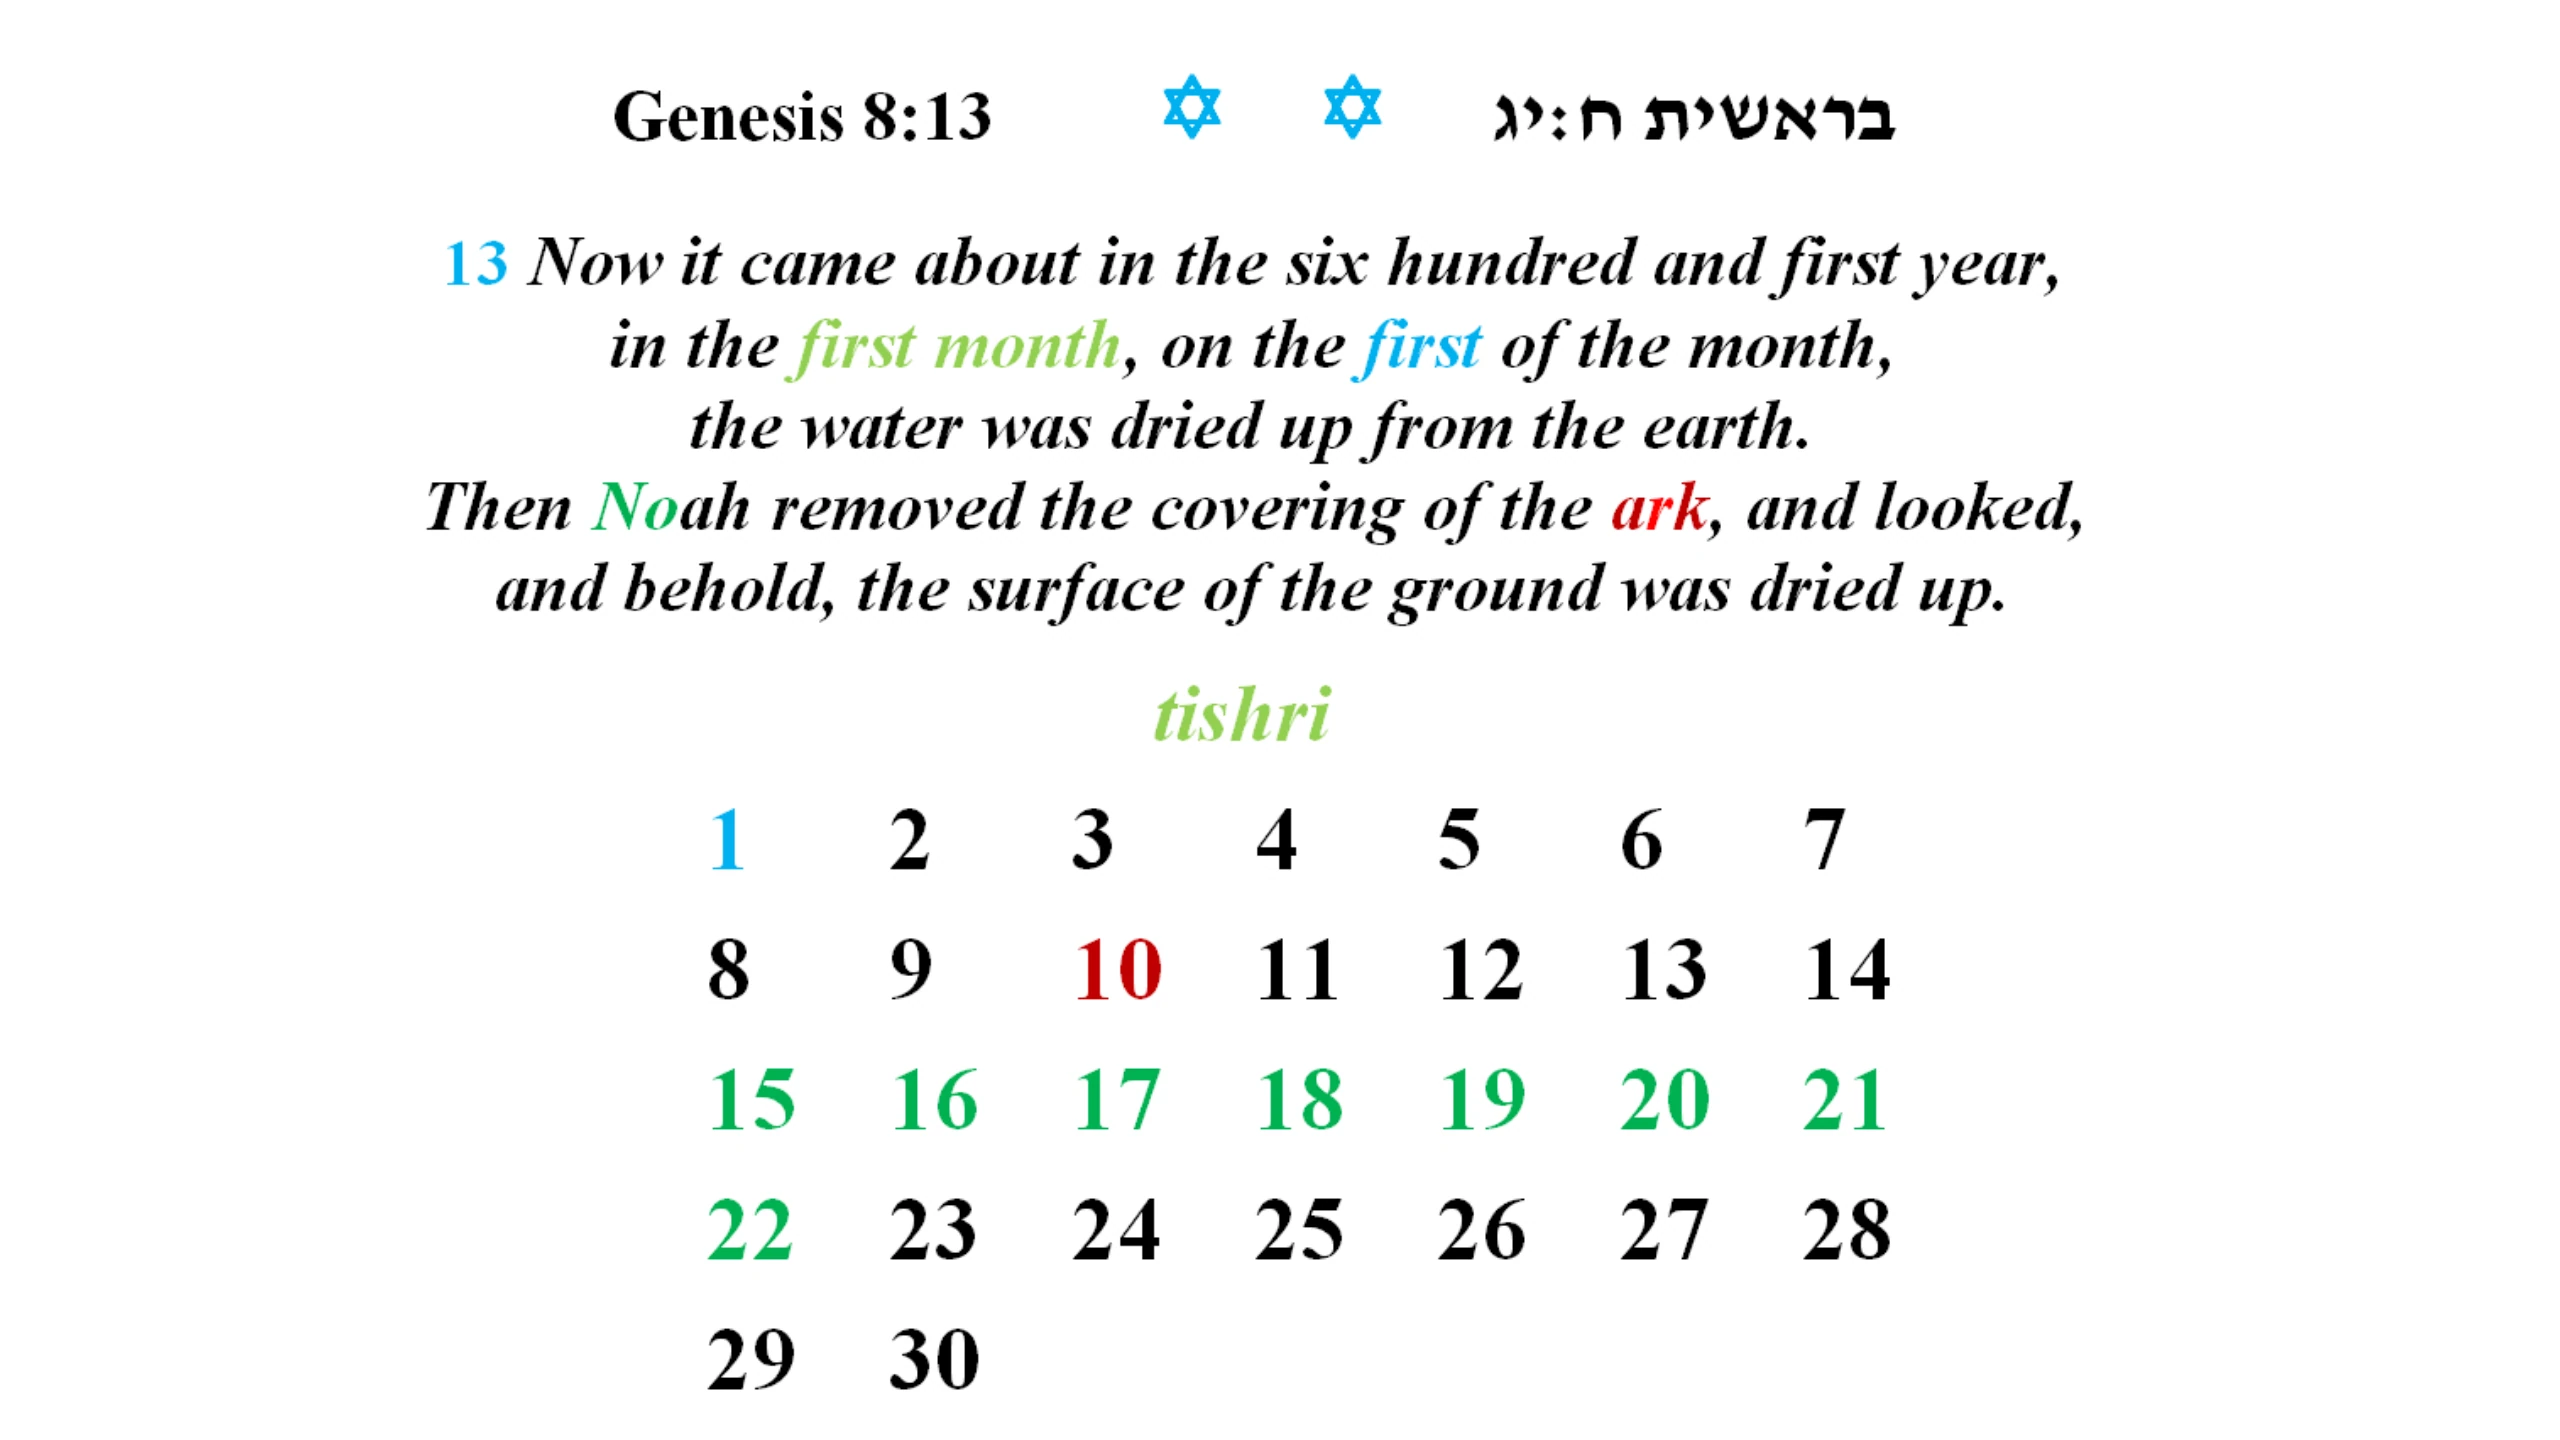 Genesis 8:13 ✡ ✡ בראשית ח:יג
13 Now it came about in the six hundred and first year,
in the first month, on the first of the month,
the water was dried up from the earth.
Then Noah removed the covering of the ark, and looked,
and behold, the surface of the ground was dried up.
tishri
1 2 3 4 5 6 7
8 9 10 11 12 13 14
15 16 17 18 19 20 21
22 23 24 25 26 27 28
29 30